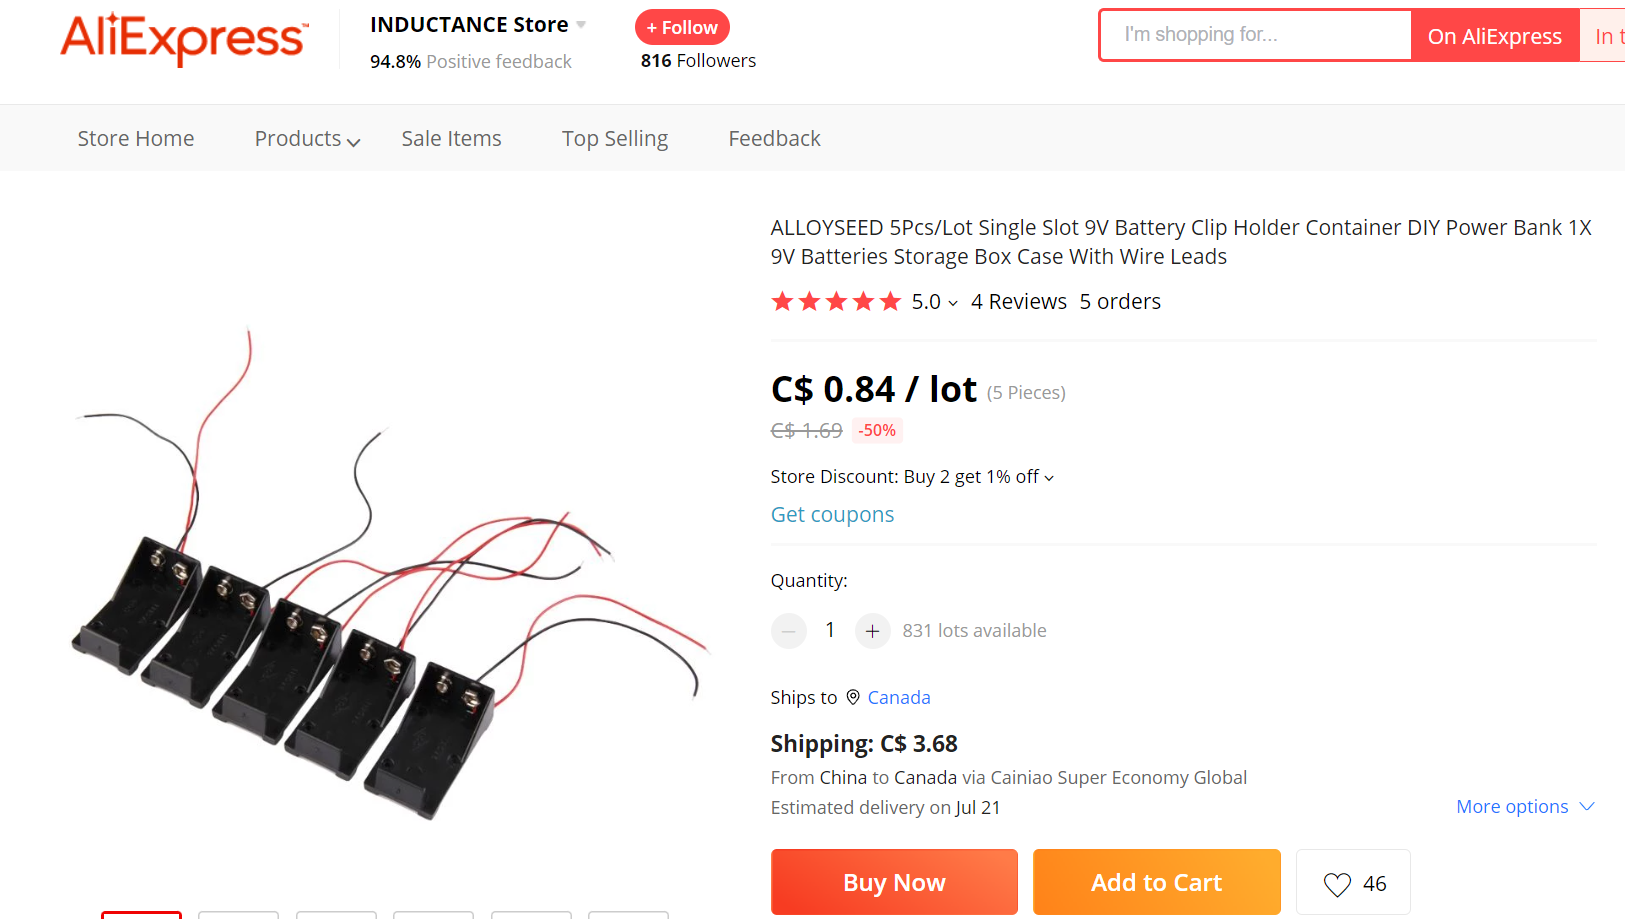 AliExpress™
INDUCTANCE Store
94.8% Positive feedback
+ Follow
816 Followers
I'm shopping for...
On AliExpress
In t
Store Home
Products
Sale Items
Top Selling
Feedback
ALLOYSEED 5Pcs/Lot Single Slot 9V Battery Clip Holder Container DIY Power Bank 1X
9V Batteries Storage Box Case With Wire Leads
5.0 4 Reviews 5 orders
C$ 0.84 / lot (5 Pieces)
C$ 1.69 -50%
Store Discount: Buy 2 get 1% off
Get coupons
Quantity:
− 1 + 831 lots available
Ships to Canada
Shipping: C$ 3.68
From China to Canada via Cainiao Super Economy Global
Estimated delivery on Jul 21
More options
Buy Now
Add to Cart
46